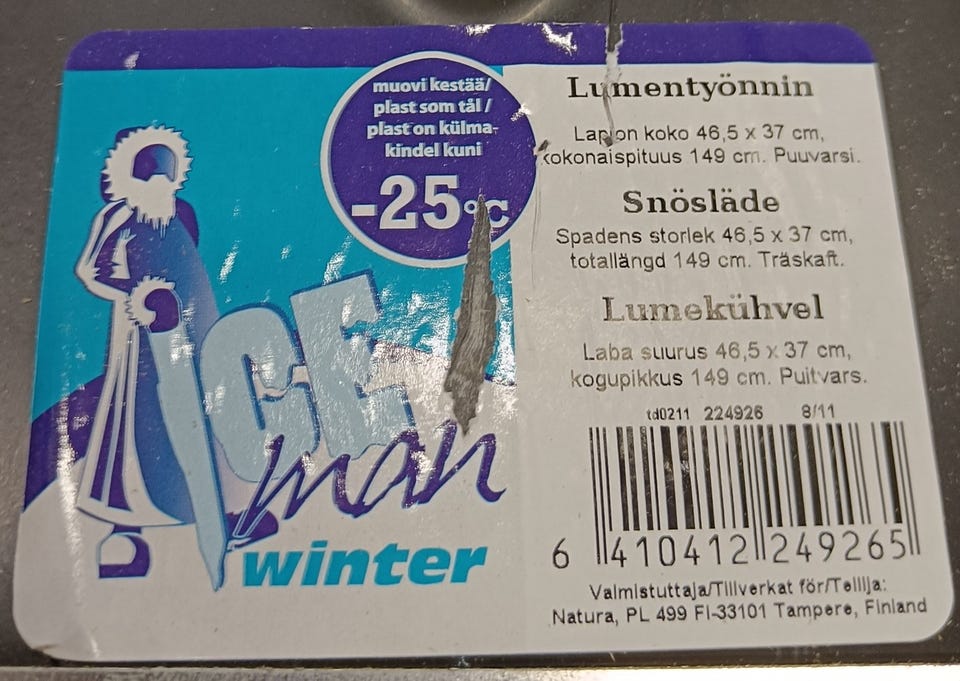 muovi kestää/
plast som tål /
plast on külma-
kindel kuni
-25°C
ICE
man
winter
Lumentyönnin
Lapion koko 46,5 x 37 cm,
kokonaispituus 149 cm. Puuvarsi.
Snösläde
Spadens storlek 46,5 x 37 cm,
totallängd 149 cm. Träskaft.
Lumekühvel
Laba suurus 46,5 x 37 cm,
kogupikkus 149 cm. Puitvars.
td0211 224926 8/11
6 410412 249265
Valmistuttaja/Tillverkat för/Tellija:
Natura, PL 499 FI-33101 Tampere, Finland